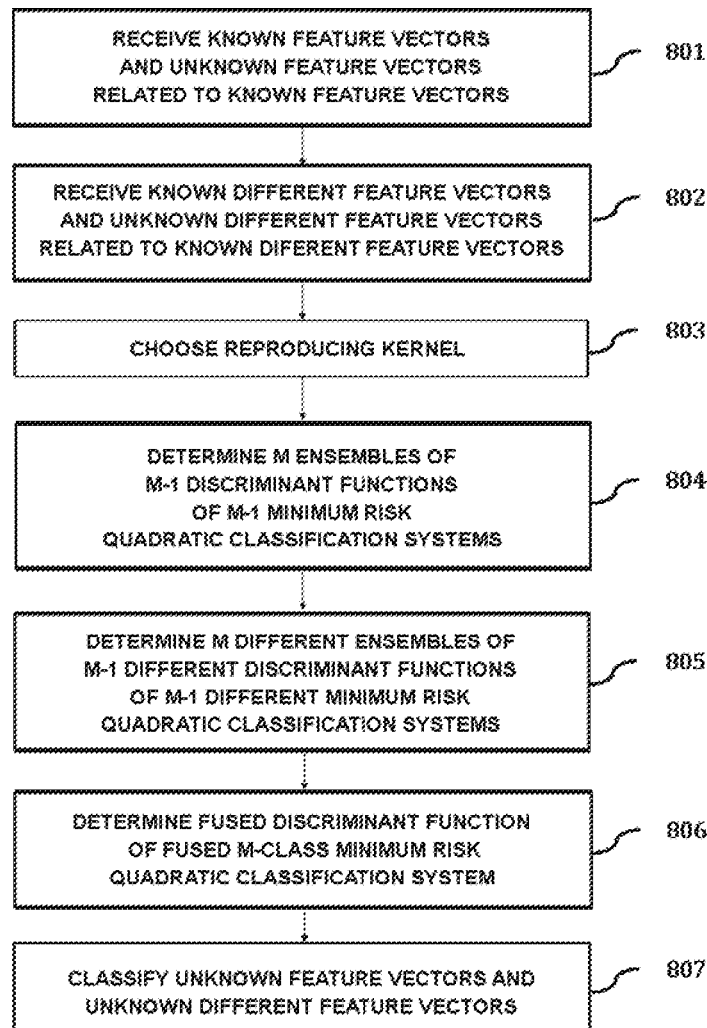 RECEIVE KNOWN FEATURE VECTORS
AND UNKNOWN FEATURE VECTORS
RELATED TO KNOWN FEATURE VECTORS
801
RECEIVE KNOWN DIFFERENT FEATURE VECTORS
AND UNKNOWN DIFFERENT FEATURE VECTORS
RELATED TO KNOWN DIFERENT FEATURE VECTORS
802
CHOOSE REPRODUCING KERNEL
803
DETERMINE M ENSEMBLES OF
M-1 DISCRIMINANT FUNCTIONS
OF M-1 MINIMUM RISK
QUADRATIC CLASSIFICATION SYSTEMS
804
DETERMINE M DIFFERENT ENSEMBLES OF
M-1 DIFFERENT DISCRIMINANT FUNCTIONS
OF M-1 DIFFERENT MINIMUM RISK
QUADRATIC CLASSIFICATION SYSTEMS
805
DETERMINE FUSED DISCRIMINANT FUNCTION
OF FUSED M-CLASS MINIMUM RISK
QUADRATIC CLASSIFICATION SYSTEM
806
CLASSIFY UNKNOWN FEATURE VECTORS AND
UNKNOWN DIFFERENT FEATURE VECTORS
807